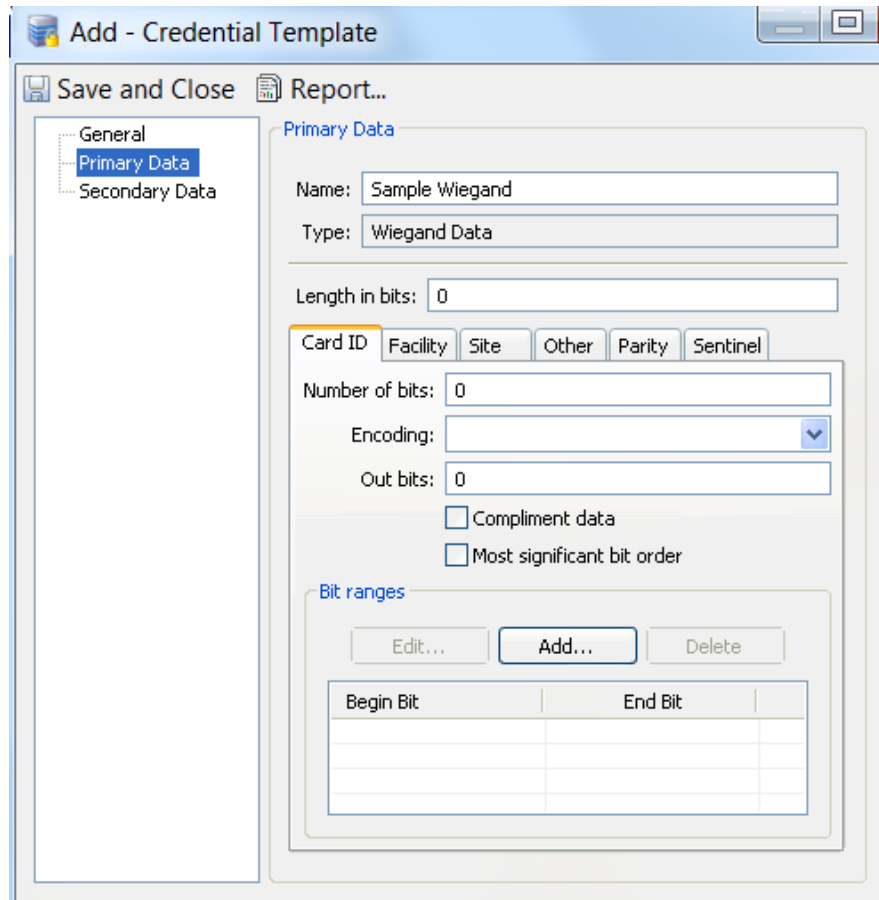 Add - Credential Template
Save and Close Report...
General
Primary Data
Secondary Data
Primary Data
Name: Sample Wiegand
Type: Wiegand Data
Length in bits: 0
Card ID Facility Site Other Parity Sentinel
Number of bits: 0
Encoding:
Out bits: 0
Compliment data
Most significant bit order
Bit ranges
Edit... Add... Delete
Begin Bit End Bit